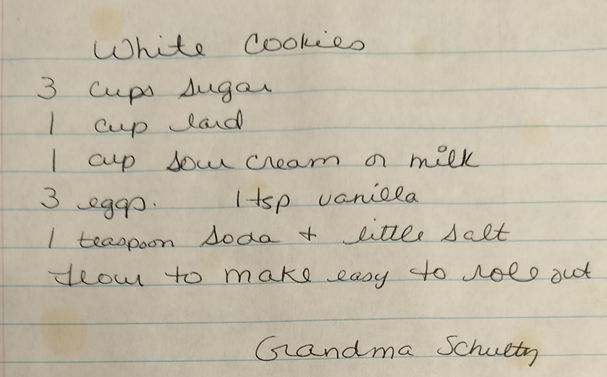 White Cookies
3 cups sugar
1 cup lard
1 cup sour cream or milk
3 eggs. 1 tsp vanilla
1 teaspoon soda + little salt
flour to make easy to role out
Grandma Schultz